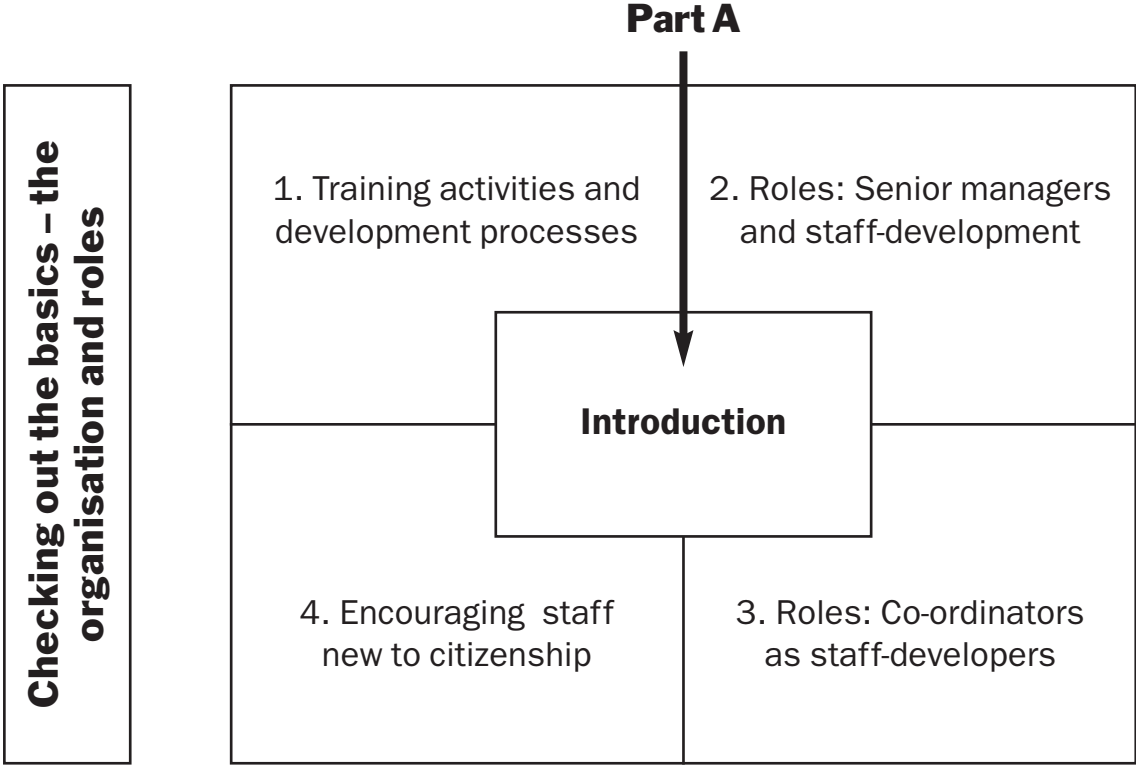 Part A
Checking out the basics – the
organisation and roles
1. Training activities and
development processes
2. Roles: Senior managers
and staff-development
Introduction
4. Encouraging  staff
new to citizenship
3. Roles: Co-ordinators
as staff-developers